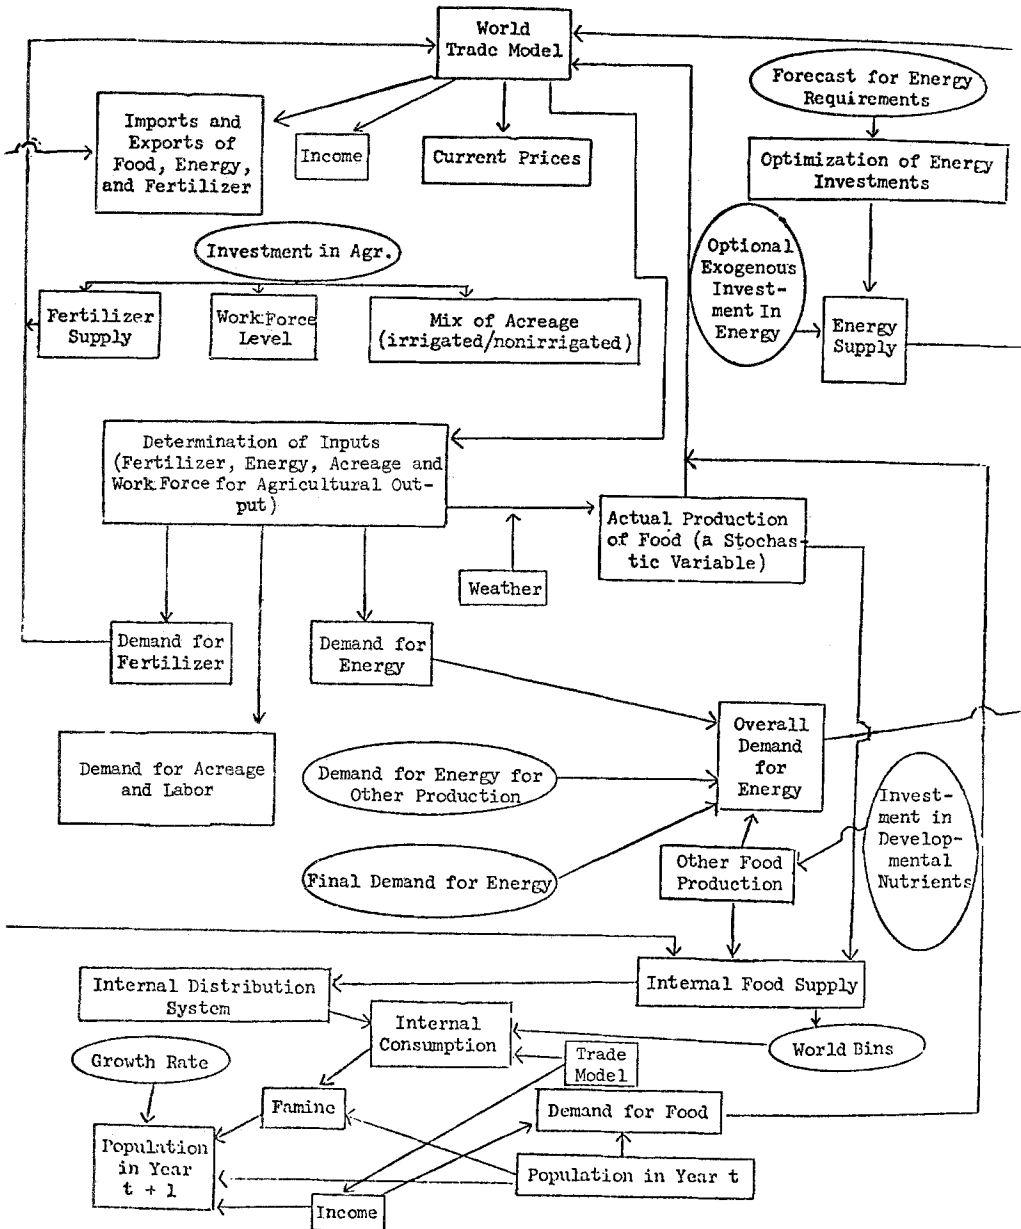 World
Trade Model
Forecast for Energy
Requirements
Imports and
Exports of
Food, Energy,
and Fertilizer
Income
Current Prices
Optimization of Energy
Investments
Investment in Agr.
Optional
Exogenous
Invest-
ment In
Energy
Fertilizer
Supply
Work Force
Level
Mix of Acreage
(irrigated/nonirrigated)
Energy
Supply
Determination of Inputs
(Fertilizer, Energy, Acreage and
Work Force for Agricultural Out-
put)
Actual Production
of Food (a Stochas-
tic Variable)
Weather
Demand for
Fertilizer
Demand for
Energy
Overall
Demand
for
Energy
Demand for Acreage
and Labor
Demand for Energy for
Other Production
Invest-
ment in
Develop-
mental
Nutrients
Other Food
Production
Final Demand for Energy
Internal Distribution
System
Internal Food Supply
Internal
Consumption
World Bins
Growth Rate
Trade
Model
Famine
Demand for Food
Population
in Year
t + 1
Population in Year t
Income